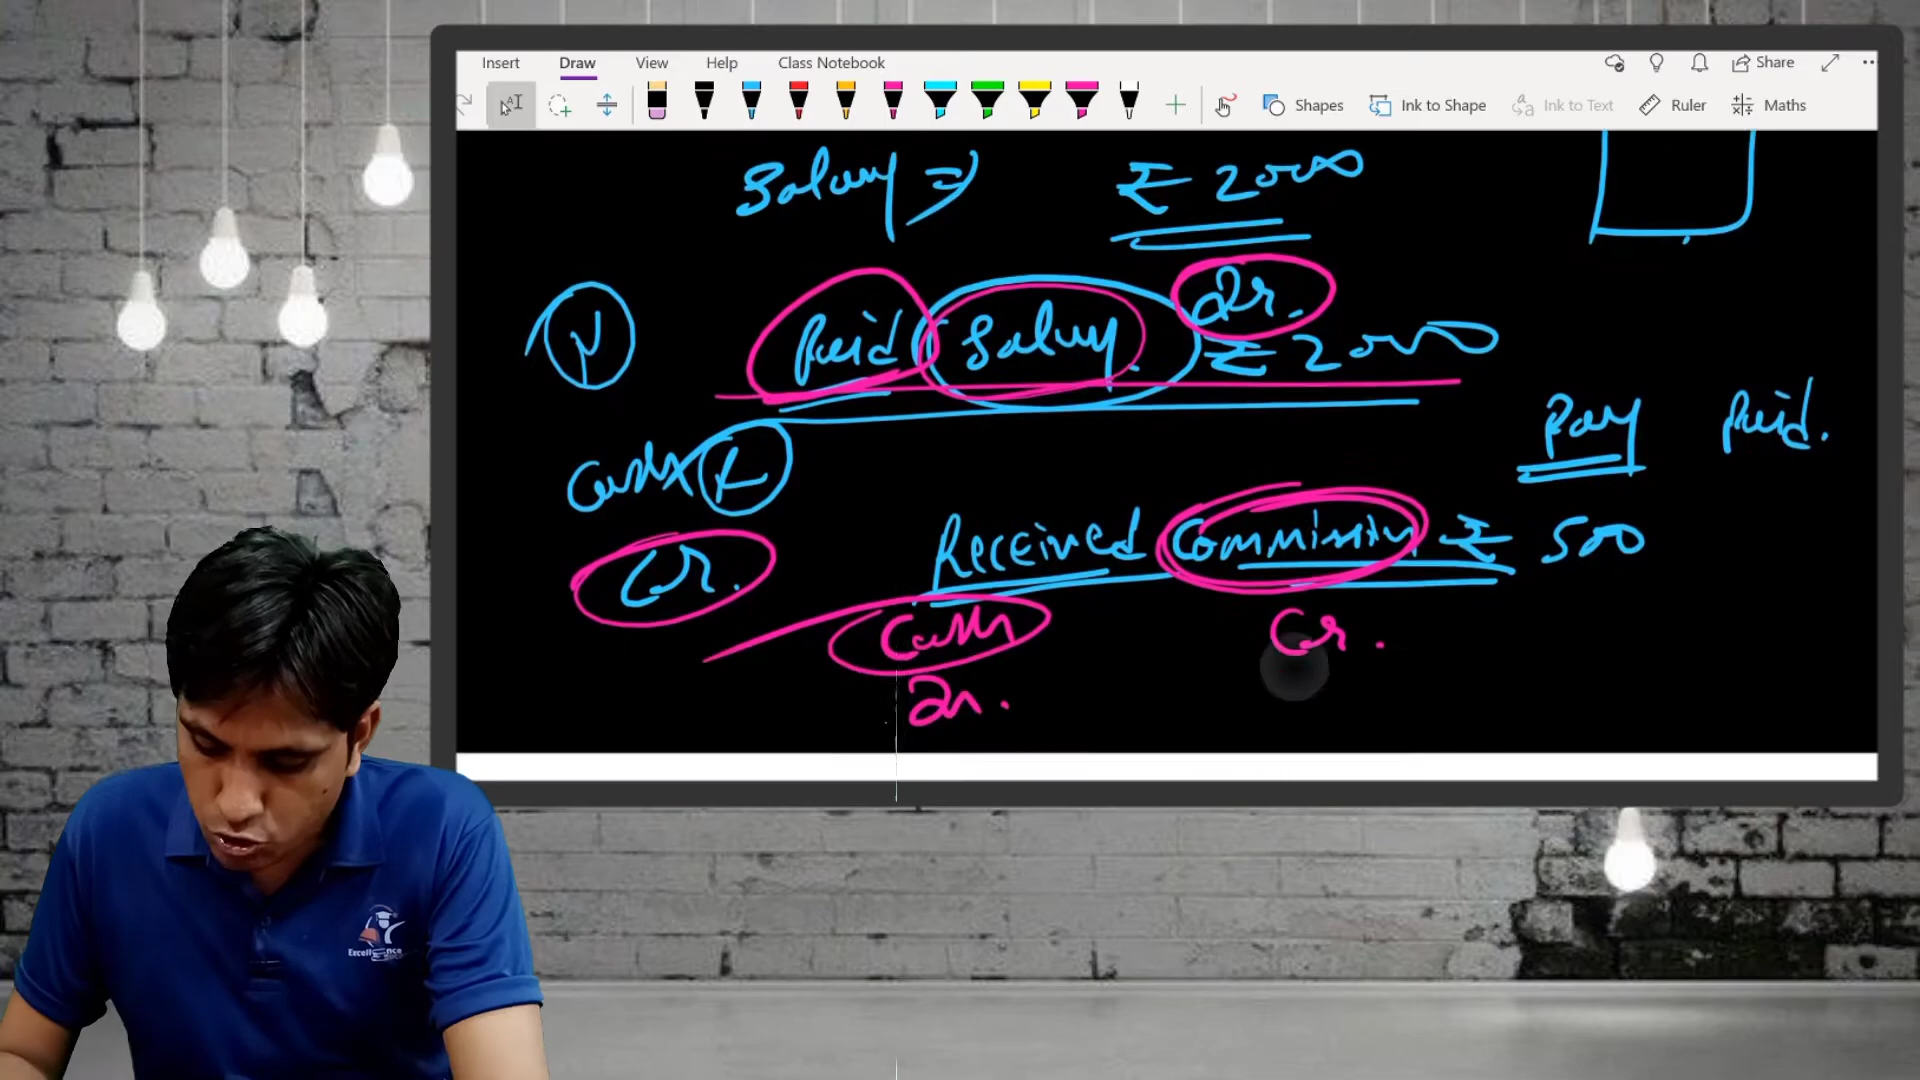 Insert Draw View Help Class Notebook Share
Shapes Ink to Shape Ink to Text Ruler Maths
Salary ⇒ ₹ 2000
Dr.
N Paid Salary. ₹ 2000
Pay Paid.
Cash x
Received Commission ₹ 500
Cr.
Cash Cr.
Dr.
Excellence